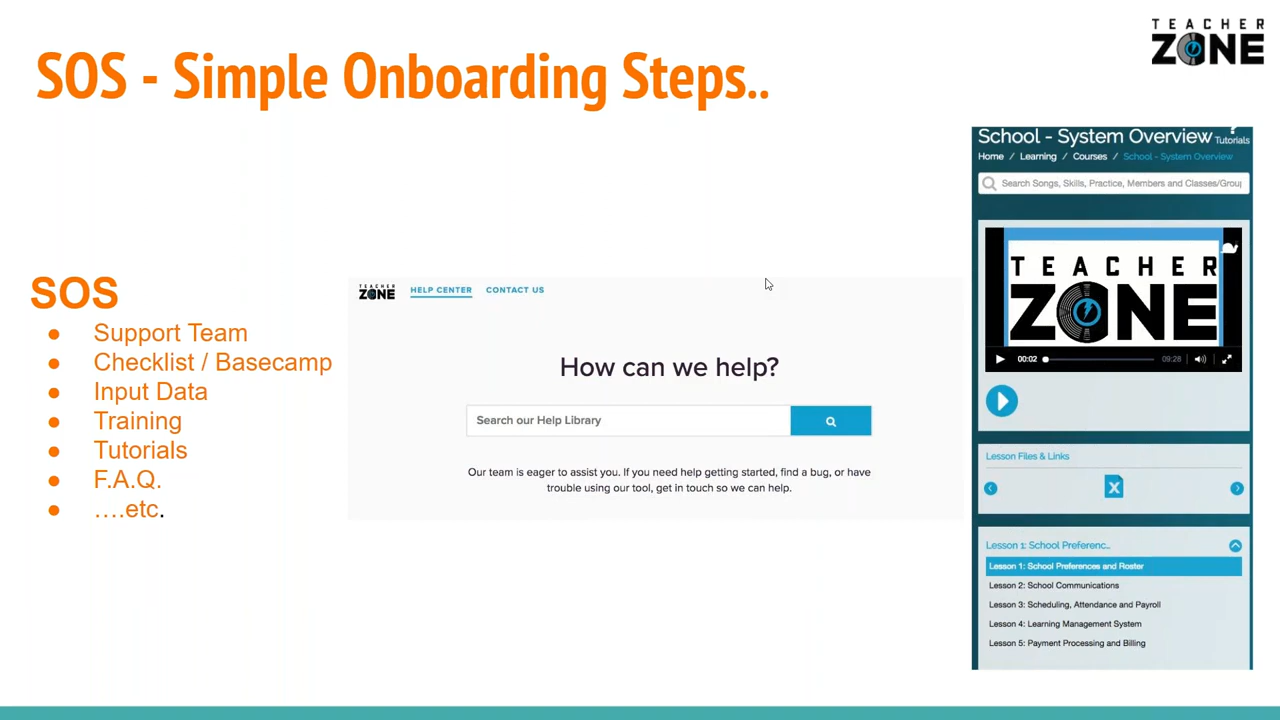 TEACHER
ZONE
SOS - Simple Onboarding Steps..
SOS
● Support Team
● Checklist / Basecamp
● Input Data
● Training
● Tutorials
● F.A.Q.
● ….etc.
TEACHER
ZONE
HELP CENTER
CONTACT US
How can we help?
Search our Help Library
Our team is eager to assist you. If you need help getting started, find a bug, or have
trouble using our tool, get in touch so we can help.
School - System Overview
Tutorials
Home / Learning / Courses / School - System Overview
Search Songs, Skills, Practice, Members and Classes/Group
TEACHER
ZONE
00:02
09:28
Lesson Files & Links
X
Lesson 1: School Preferenc...
Lesson 1: School Preferences and Roster
Lesson 2: School Communications
Lesson 3: Scheduling, Attendance and Payroll
Lesson 4: Learning Management System
Lesson 5: Payment Processing and Billing